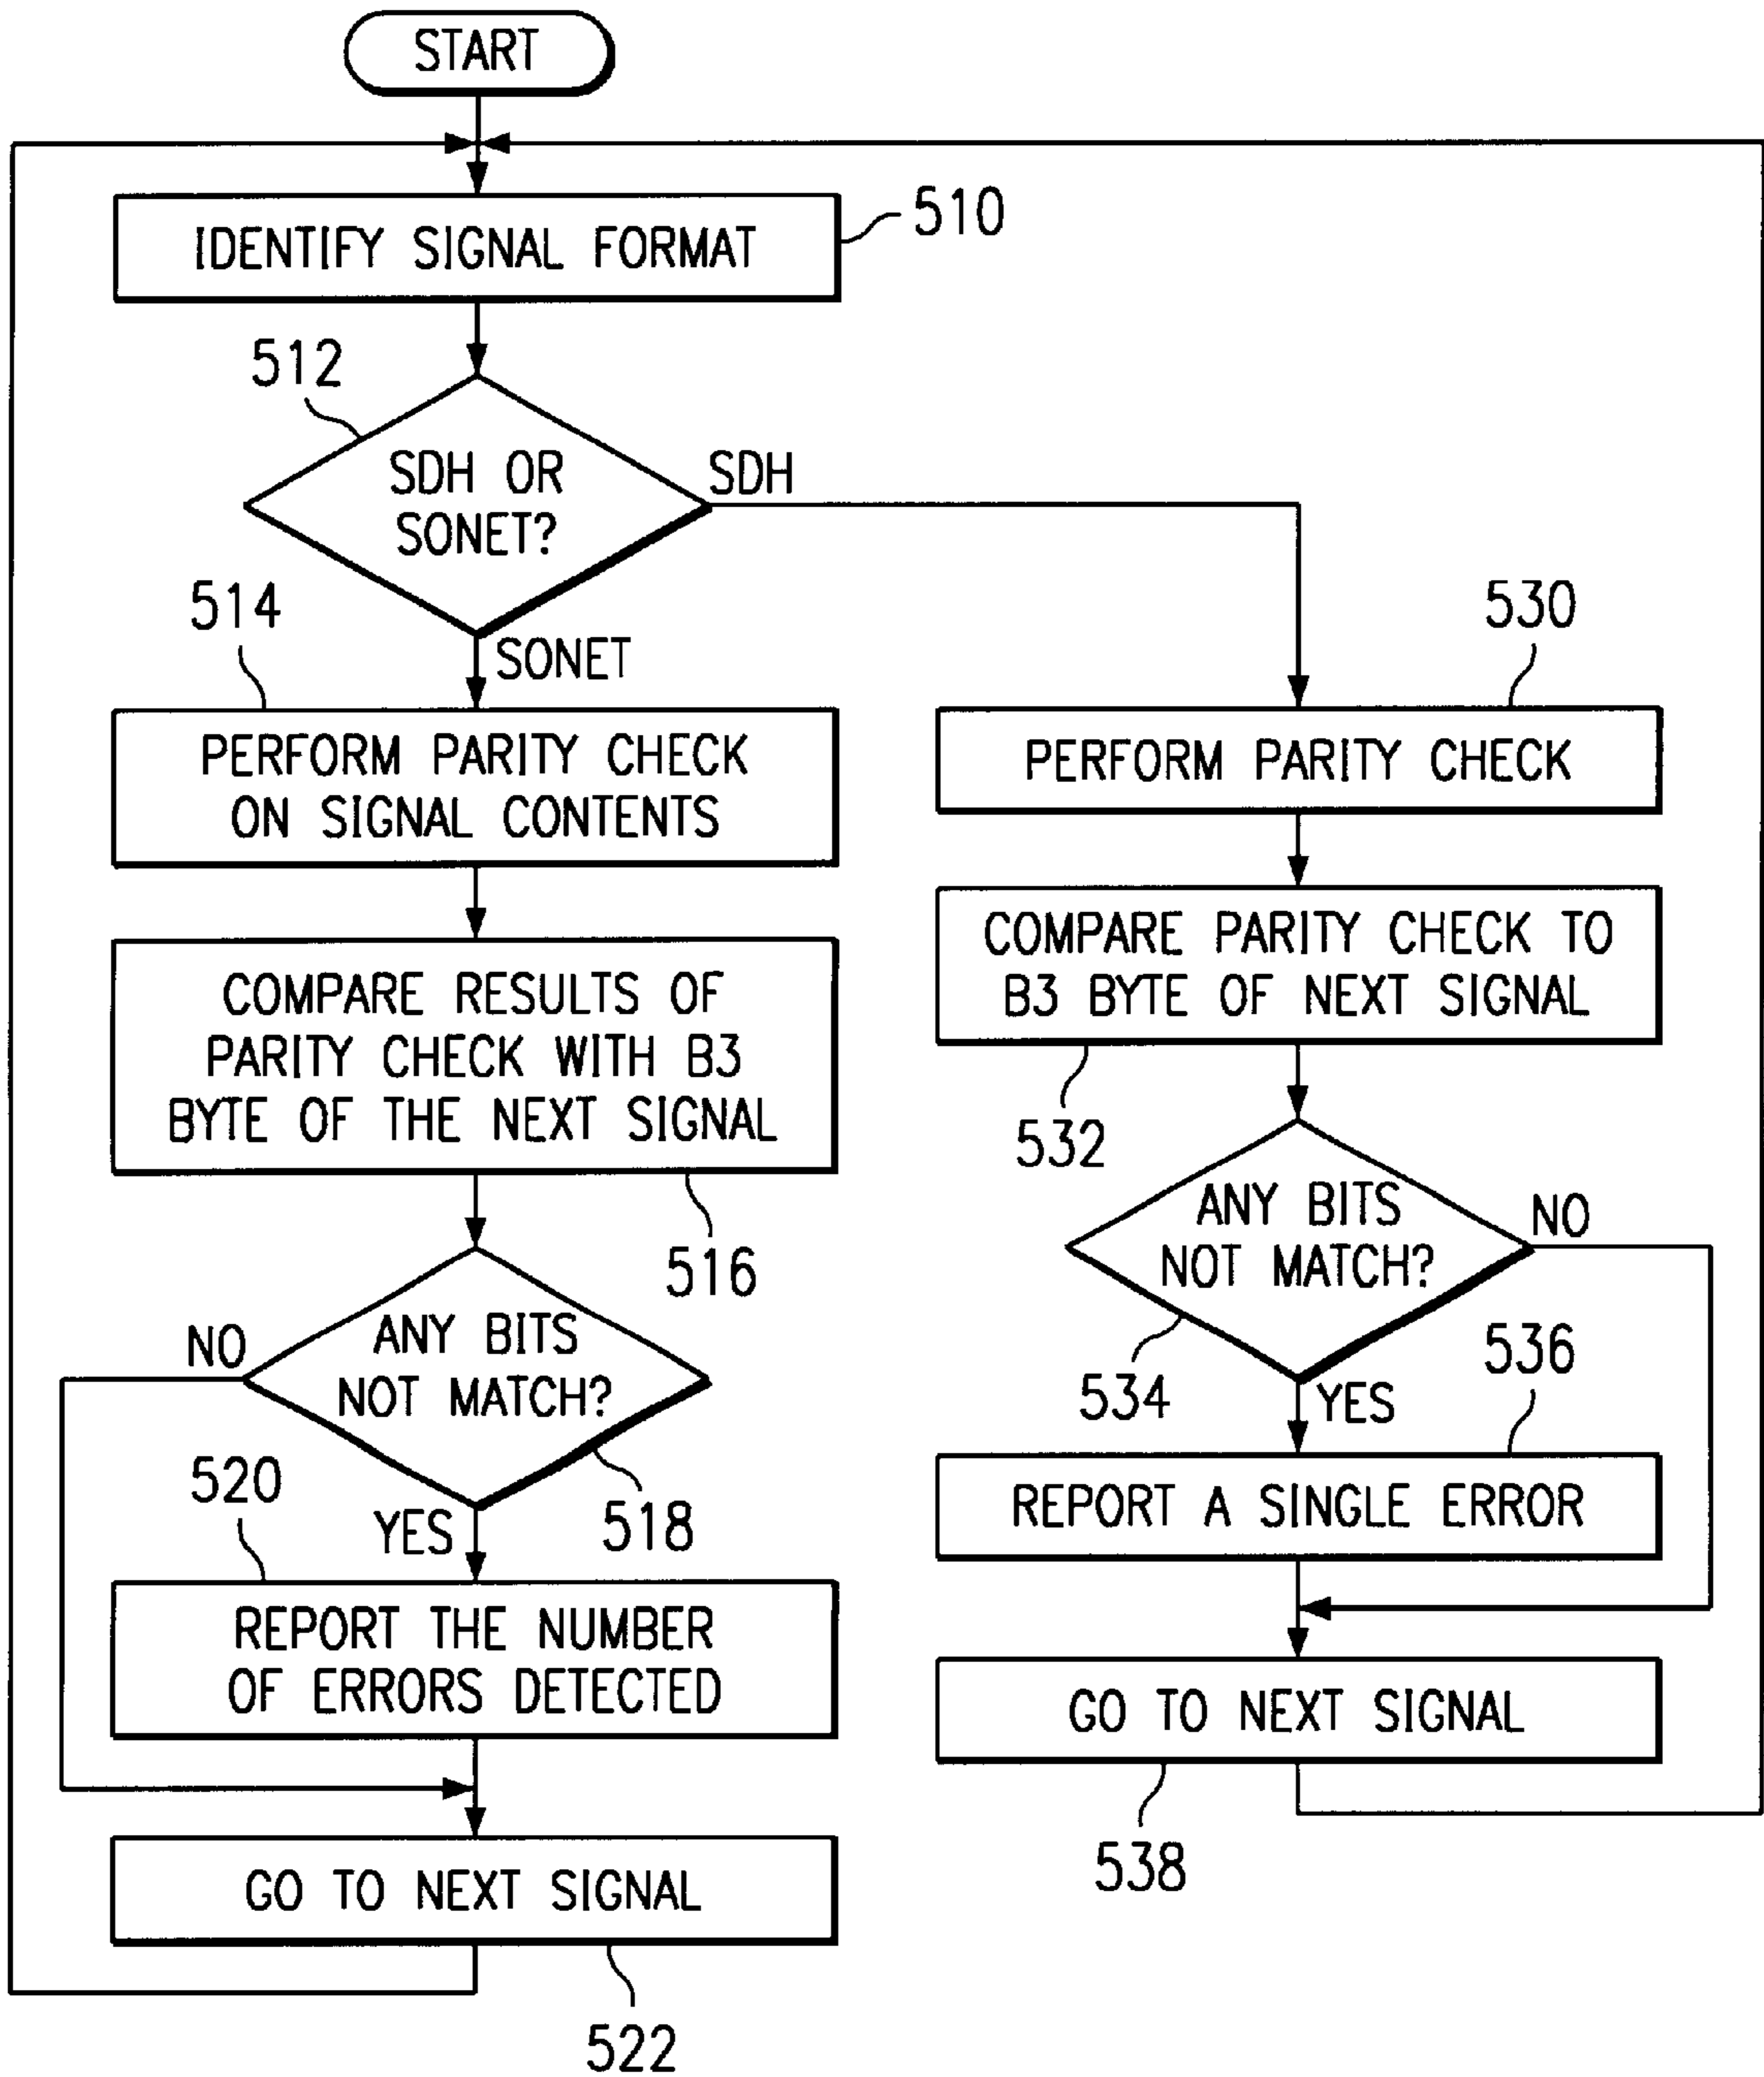 START
IDENTIFY SIGNAL FORMAT
510
512
SDH OR
SONET?
SDH
SONET
514
PERFORM PARITY CHECK
ON SIGNAL CONTENTS
COMPARE RESULTS OF
PARITY CHECK WITH B3
BYTE OF THE NEXT SIGNAL
516
ANY BITS
NOT MATCH?
NO
518
YES
520
REPORT THE NUMBER
OF ERRORS DETECTED
GO TO NEXT SIGNAL
522
530
PERFORM PARITY CHECK
COMPARE PARITY CHECK TO
B3 BYTE OF NEXT SIGNAL
532
ANY BITS
NOT MATCH?
NO
534
YES
536
REPORT A SINGLE ERROR
GO TO NEXT SIGNAL
538